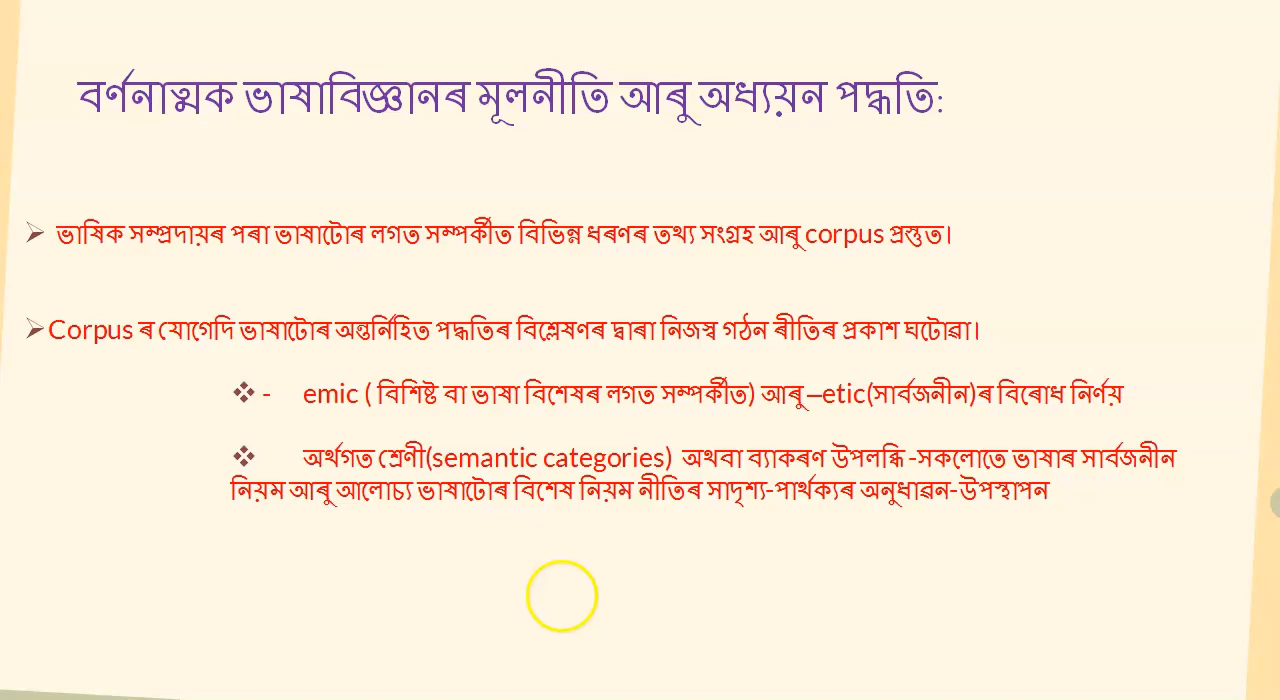 বৰ্ণনাত্মক ভাষাবিজ্ঞানৰ মূলনীতি আৰু অধ্যয়ন পদ্ধতি:
➢ ভাষিক সম্প্ৰদায়ৰ পৰা ভাষাটোৰ লগত সম্পৰ্কীত বিভিন্ন ধৰণৰ তথ্য সংগ্ৰহ আৰু corpus প্ৰস্তুত।
➢ Corpus ৰ যোগেদি ভাষাটোৰ অন্তৰ্নিহিত পদ্ধতিৰ বিশ্লেষণৰ দ্বাৰা নিজস্ব গঠন ৰীতিৰ প্ৰকাশ ঘটোৱা।
❖ - emic ( বিশিষ্ট বা ভাষা বিশেষৰ লগত সম্পৰ্কীত) আৰু –etic(সাৰ্বজনীন)ৰ বিৰোধ নিৰ্ণয়
❖ অৰ্থগত শ্ৰেণী(semantic categories) অথবা ব্যাকৰণ উপলব্ধি -সকলোতে ভাষাৰ সাৰ্বজনীন
নিয়ম আৰু আলোচ্য ভাষাটোৰ বিশেষ নিয়ম নীতিৰ সাদৃশ্য-পাৰ্থক্যৰ অনুধাৱন-উপস্থাপন